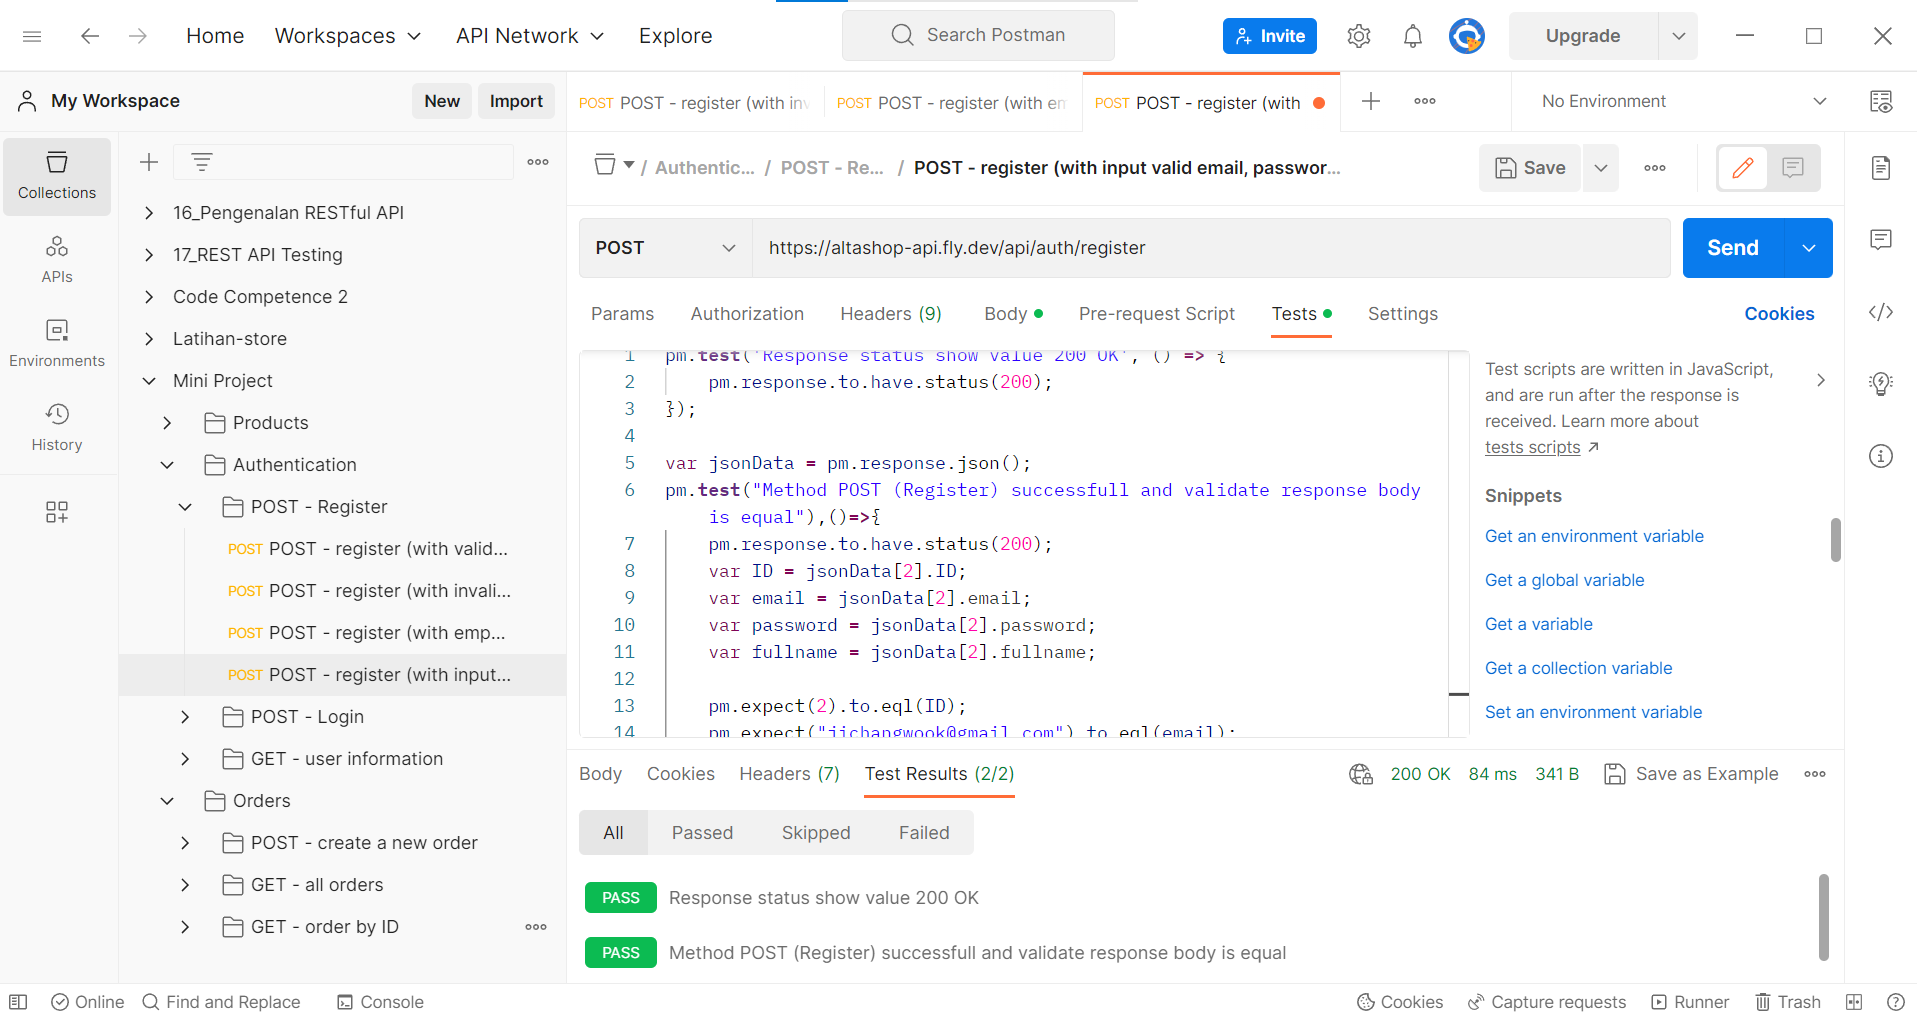 Home
Workspaces
API Network
Explore
Search Postman
Invite
Upgrade
My Workspace
New
Import
POST POST - register (with inv
POST POST - register (with em
POST POST - register (with
No Environment
Collections
APIs
Environments
History
16_Pengenalan RESTful API
17_REST API Testing
Code Competence 2
Latihan-store
Mini Project
Products
Authentication
POST - Register
POST POST - register (with valid...
POST POST - register (with invali...
POST POST - register (with emp...
POST POST - register (with input...
POST - Login
GET - user information
Orders
POST - create a new order
GET - all orders
GET - order by ID
/ Authentic... / POST - Re... / POST - register (with input valid email, passwor...
Save
POST
https://altashop-api.fly.dev/api/auth/register
Send
Params
Authorization
Headers (9)
Body
Pre-request Script
Tests
Settings
Cookies
1 pm.test('Response status show value 200 OK', () => {
2 pm.response.to.have.status(200);
3 });
4
5 var jsonData = pm.response.json();
6 pm.test("Method POST (Register) successfull and validate response body
is equal"),()=>{
7 pm.response.to.have.status(200);
8 var ID = jsonData[2].ID;
9 var email = jsonData[2].email;
10 var password = jsonData[2].password;
11 var fullname = jsonData[2].fullname;
12
13 pm.expect(2).to.eql(ID);
14 pm.expect("jichangwook@gmail.com").to.eql(email);
Test scripts are written in JavaScript,
and are run after the response is
received. Learn more about
tests scripts
Snippets
Get an environment variable
Get a global variable
Get a variable
Get a collection variable
Set an environment variable
Body
Cookies
Headers (7)
Test Results (2/2)
200 OK
84 ms
341 B
Save as Example
All
Passed
Skipped
Failed
PASS Response status show value 200 OK
PASS Method POST (Register) successfull and validate response body is equal
Online
Find and Replace
Console
Cookies
Capture requests
Runner
Trash